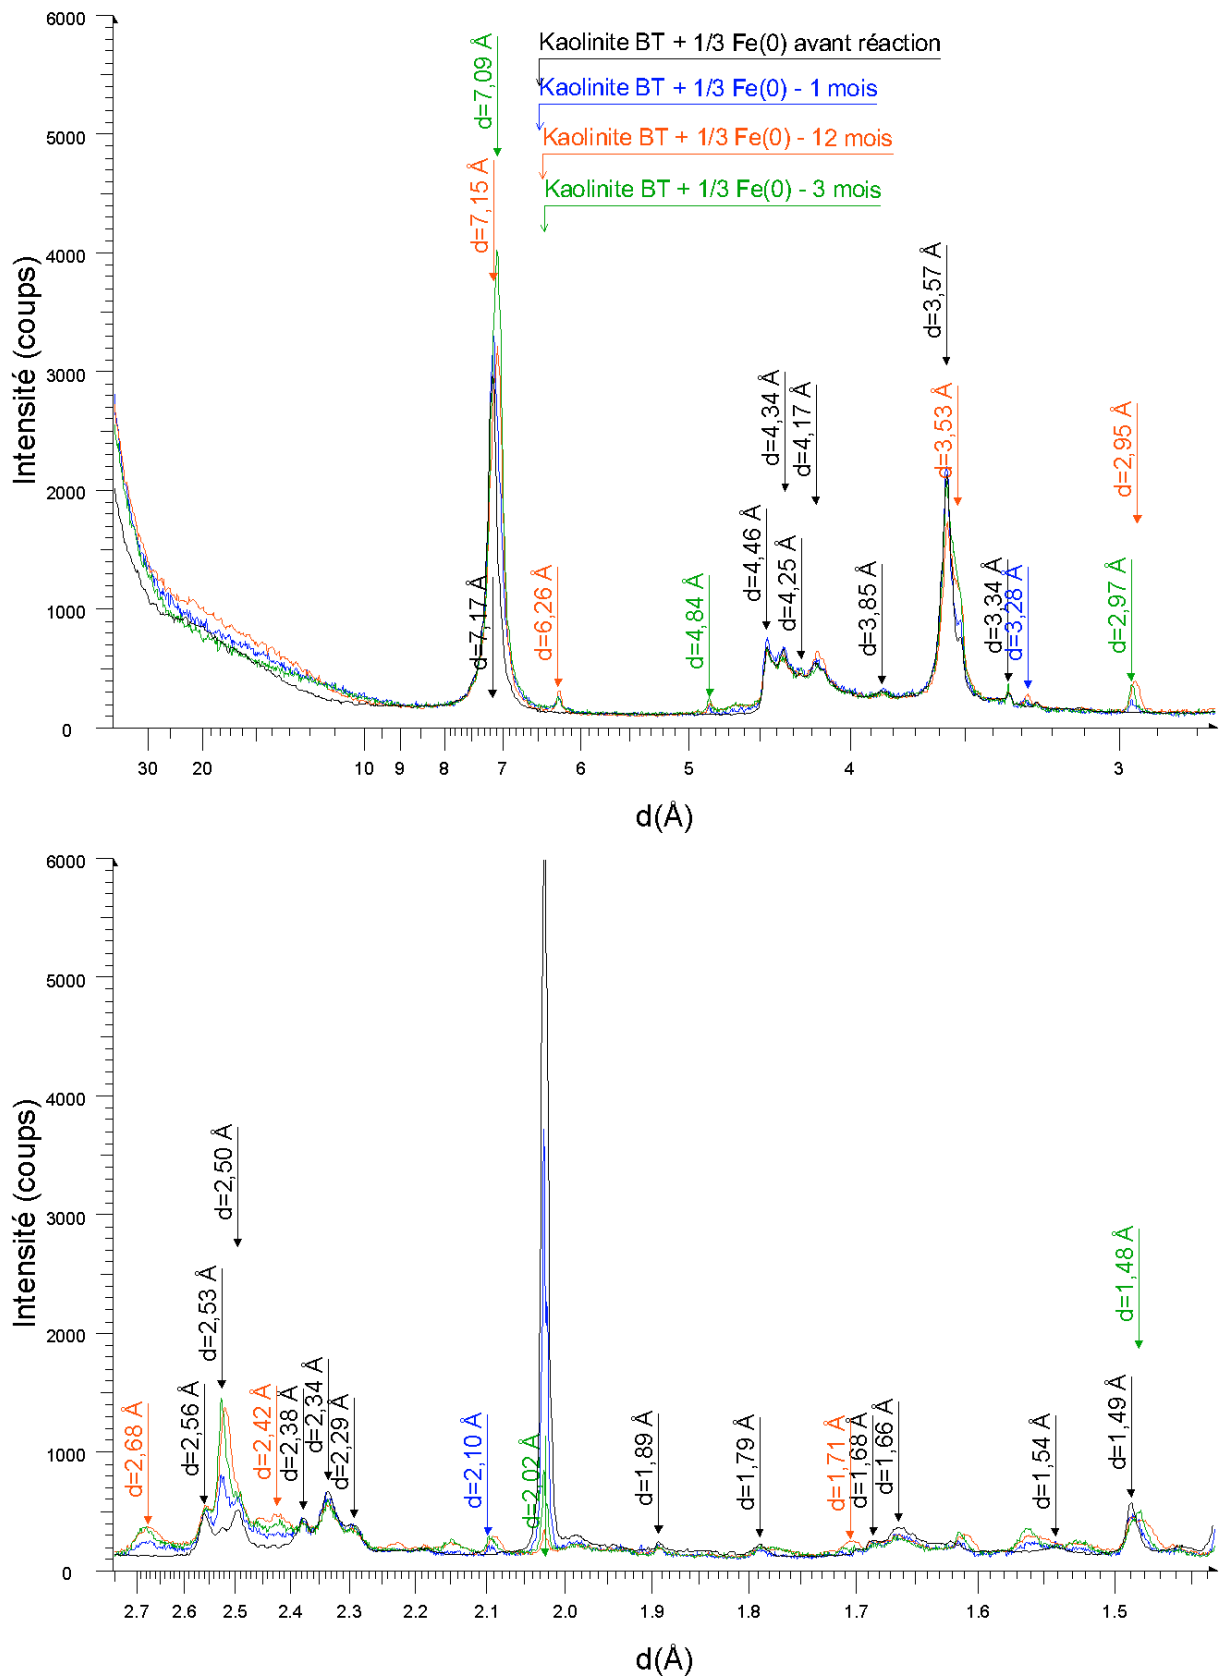 6000
5000
4000
3000
2000
1000
0
Intensité (coups)
Kaolinite BT + 1/3 Fe(0) avant réaction
Kaolinite BT + 1/3 Fe(0) - 1 mois
Kaolinite BT + 1/3 Fe(0) - 12 mois
Kaolinite BT + 1/3 Fe(0) - 3 mois
d=7,17 Å
d=7,15 Å
d=7,09 Å
d=6,26 Å
d=4,84 Å
d=4,46 Å
d=4,34 Å
d=4,25 Å
d=4,17 Å
d=3,85 Å
d=3,57 Å
d=3,53 Å
d=3,34 Å
d=3,28 Å
d=2,97 Å
d=2,95 Å
30 20 10 9 8 7 6 5 4 3
d(Å)
6000
5000
4000
3000
2000
1000
0
Intensité (coups)
d=2,68 Å
d=2,56 Å
d=2,53 Å
d=2,50 Å
d=2,42 Å
d=2,38 Å
d=2,34 Å
d=2,29 Å
d=2,10 Å
d=2,02 Å
d=1,89 Å
d=1,79 Å
d=1,71 Å
d=1,68 Å
d=1,66 Å
d=1,54 Å
d=1,49 Å
d=1,48 Å
2.7 2.6 2.5 2.4 2.3 2.2 2.1 2.0 1.9 1.8 1.7 1.6 1.5
d(Å)